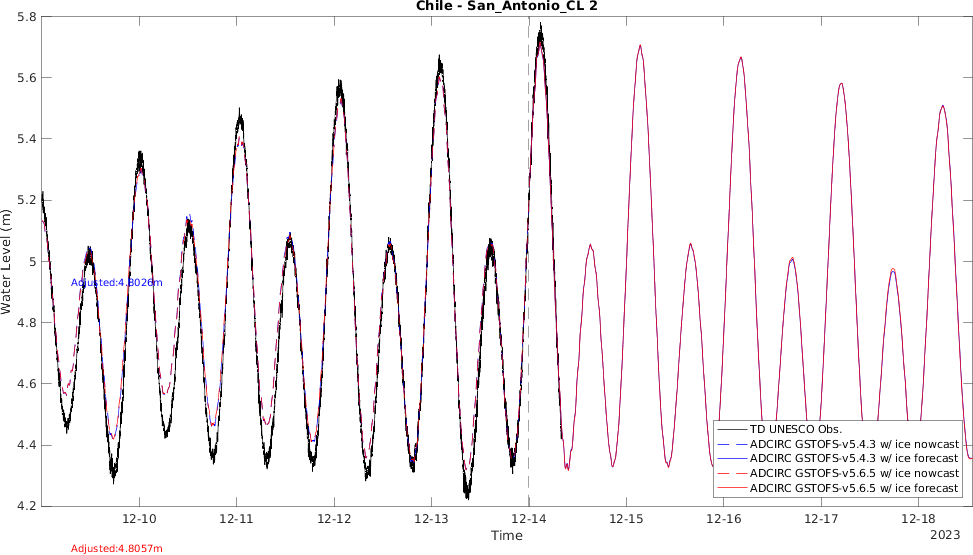 Chile - San_Antonio_CL 2
Water Level (m)
5.8
5.6
5.4
5.2
5
4.8
4.6
4.4
4.2
Adjusted:4.8026m
TD UNESCO Obs.
ADCIRC GSTOFS-v5.4.3 w/ ice nowcast
ADCIRC GSTOFS-v5.4.3 w/ ice forecast
ADCIRC GSTOFS-v5.6.5 w/ ice nowcast
ADCIRC GSTOFS-v5.6.5 w/ ice forecast
12-10 12-11 12-12 12-13 12-14 12-15 12-16 12-17 12-18
Time
2023
Adjusted:4.8057m